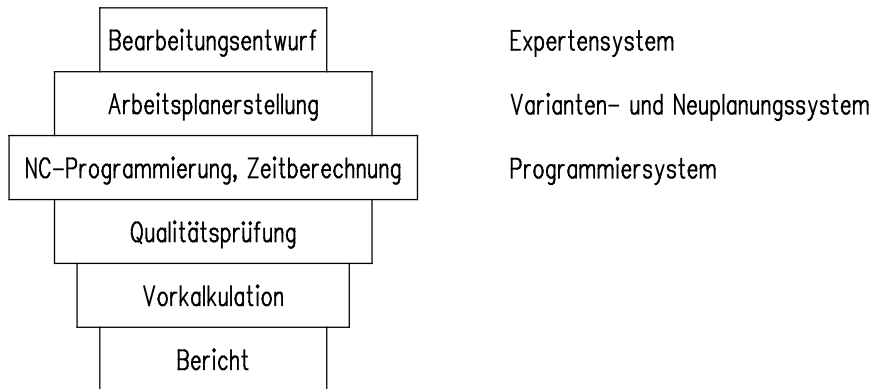 Bearbeitungsentwurf Expertensystem
Arbeitsplanerstellung Varianten- und Neuplanungssystem
NC-Programmierung, Zeitberechnung Programmiersystem
Qualitätsprüfung
Vorkalkulation
Bericht